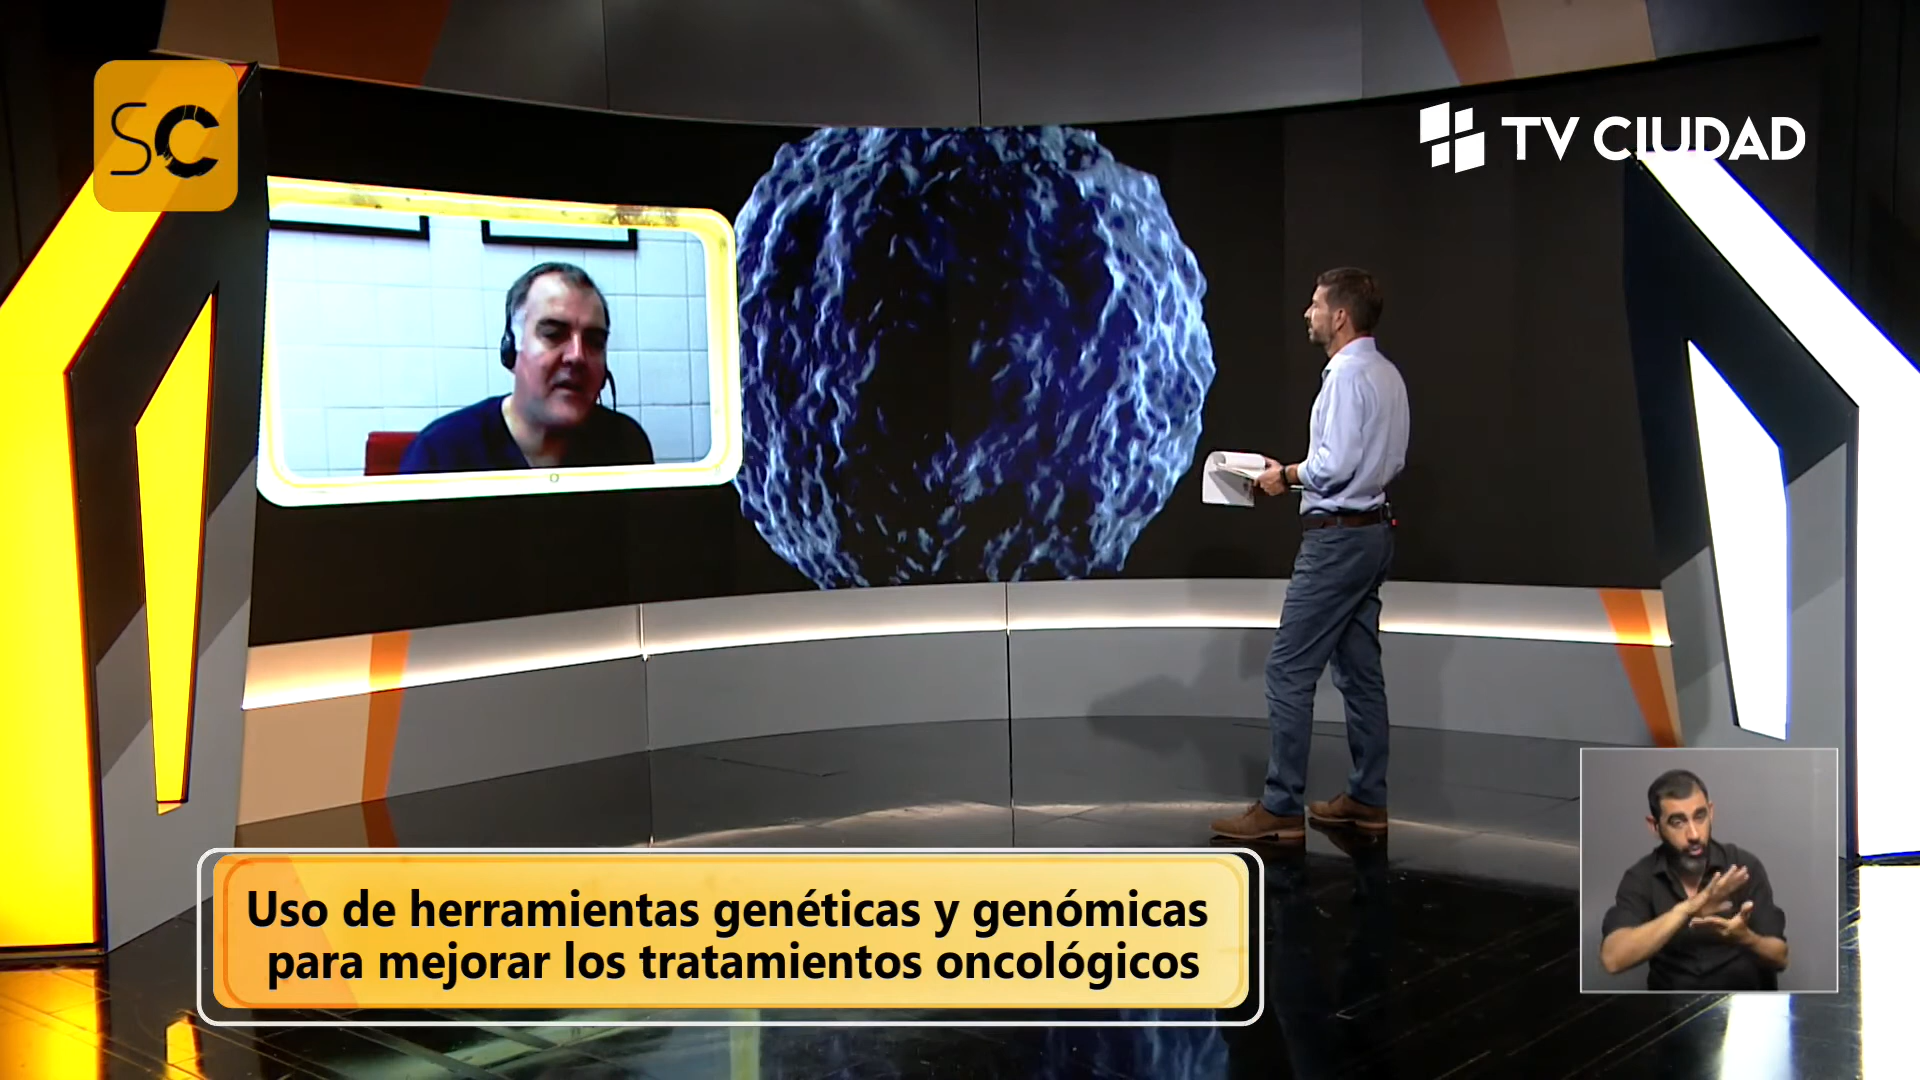 SC
TV CIUDAD
Uso de herramientas genéticas y genómicas
para mejorar los tratamientos oncológicos